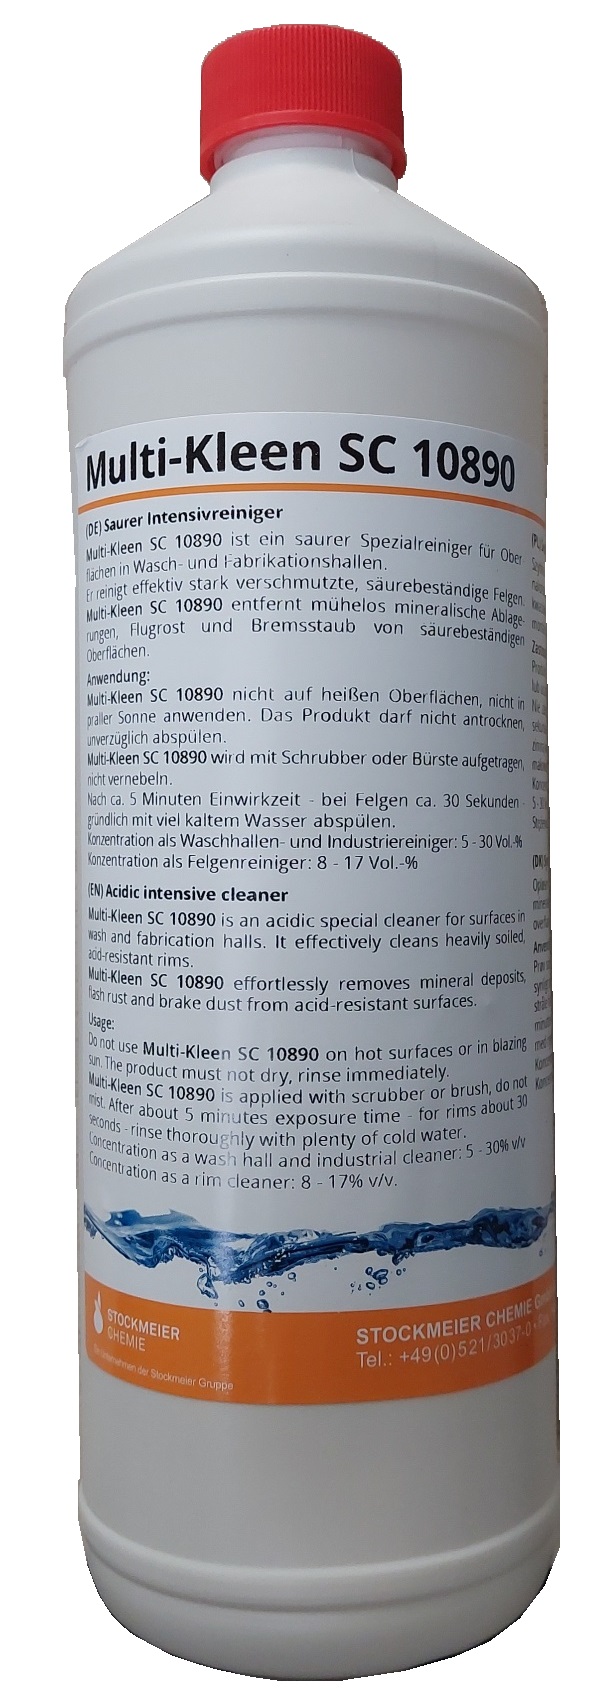 Multi-Kleen SC 10890
(DE) Saurer Intensivreiniger
Multi-Kleen SC 10890 ist ein saurer Spezialreiniger für Ober
flächen in Wasch- und Fabrikationshallen.
Er reinigt effektiv stark verschmutzte, säurebeständige Felgen.
Multi-Kleen SC 10890 entfernt mühelos mineralische Ablage-
rungen, Flugrost und Bremsstaub von säurebeständigen
Oberflächen.
Anwendung:
Multi-Kleen SC 10890 nicht auf heißen Oberflächen, nicht in
praller Sonne anwenden. Das Produkt darf nicht antrocknen,
unverzüglich abspülen.
Multi-Kleen SC 10890 wird mit Schrubber oder Bürste aufgetragen,
nicht vernebeln.
Nach ca. 5 Minuten Einwirkzeit - bei Felgen ca. 30 Sekunden -
gründlich mit viel kaltem Wasser abspülen.
Konzentration als Waschhallen- und Industriereiniger: 5 - 30 Vol.-%
Konzentration als Felgenreiniger: 8 - 17 Vol.-%
(EN) Acidic intensive cleaner
Multi-Kleen SC 10890 is an acidic special cleaner for surfaces in
wash and fabrication halls. It effectively cleans heavily soiled,
acid-resistant rims.
Multi-Kleen SC 10890 effortlessly removes mineral deposits,
flash rust and brake dust from acid-resistant surfaces.
Usage:
Do not use Multi-Kleen SC 10890 on hot surfaces or in blazing
sun. The product must not dry, rinse immediately.
Multi-Kleen SC 10890 is applied with scrubber or brush, do not
mist. After about 5 minutes exposure time - for rims about 30
seconds - rinse thoroughly with plenty of cold water.
Concentration as a wash hall and industrial cleaner: 5 - 30% v/v
Concentration as a rim cleaner: 8 - 17% v/v.
STOCKMEIER
CHEMIE
Ein Unternehmen der Stockmeier Gruppe
STOCKMEIER CHEMIE
Tel.: +49(0)521/3037-0